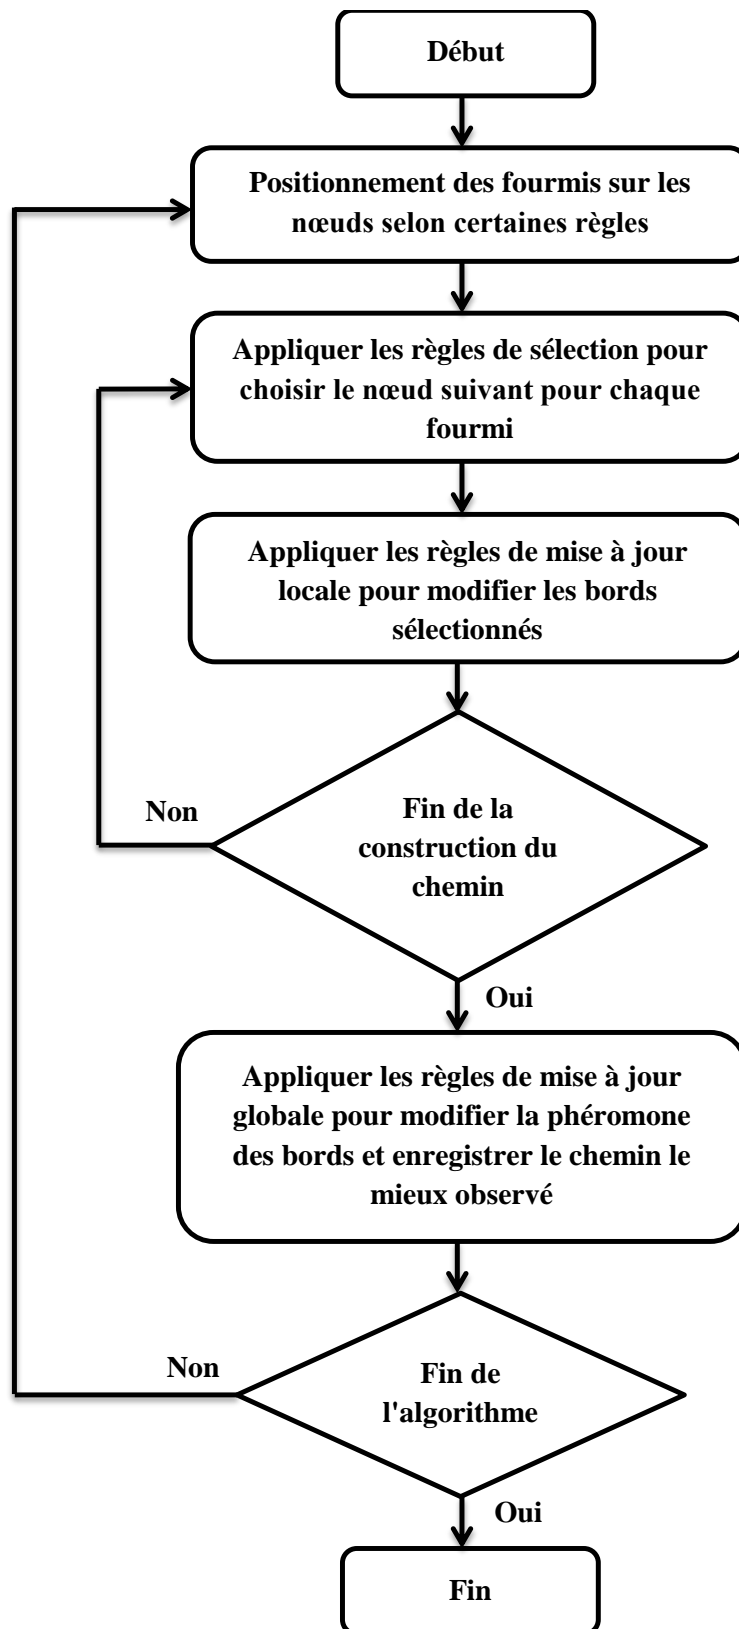 Début
Positionnement des fourmis sur les
nœuds selon certaines règles
Appliquer les règles de sélection pour
choisir le nœud suivant pour chaque
fourmi
Appliquer les règles de mise à jour
locale pour modifier les bords
sélectionnés
Non
Fin de la
construction du
chemin
Oui
Appliquer les règles de mise à jour
globale pour modifier la phéromone
des bords et enregistrer le chemin le
mieux observé
Non
Fin de
l'algorithme
Oui
Fin